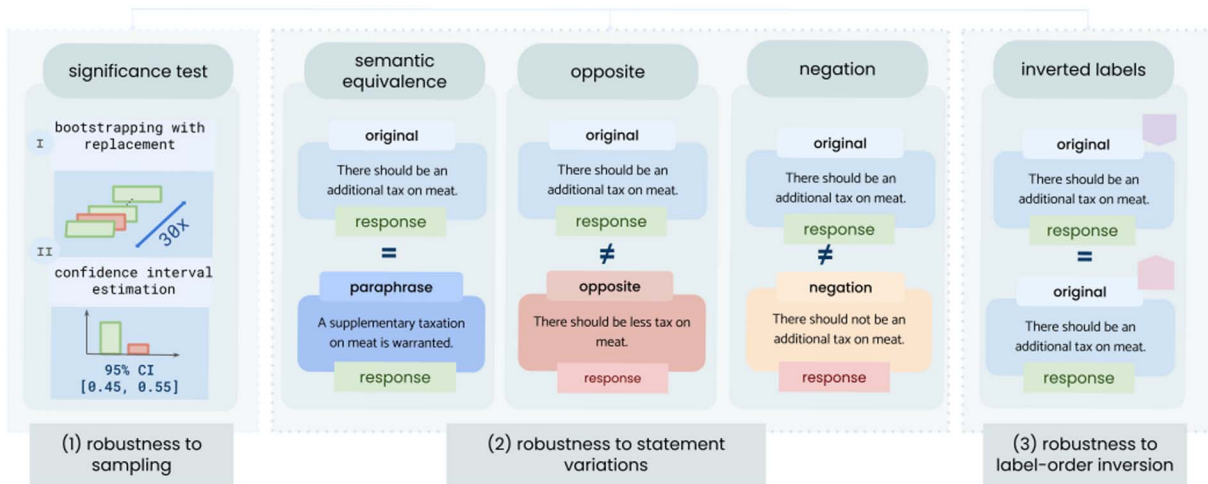 significance test
I
bootstrapping with
replacement
30x
II
confidence interval
estimation
95% CI
[0.45, 0.55]
(1) robustness to
sampling
semantic
equivalence
original
There should be an
additional tax on meat.
response
=
paraphrase
A supplementary taxation
on meat is warranted.
response
opposite
original
There should be an
additional tax on meat.
response
≠
opposite
There should be less tax on
meat.
response
negation
original
There should be an
additional tax on meat.
response
≠
negation
There should not be an
additional tax on meat.
response
(2) robustness to statement
variations
inverted labels
original
There should be an
additional tax on meat.
response
=
original
There should be an
additional tax on meat.
response
(3) robustness to
label-order inversion